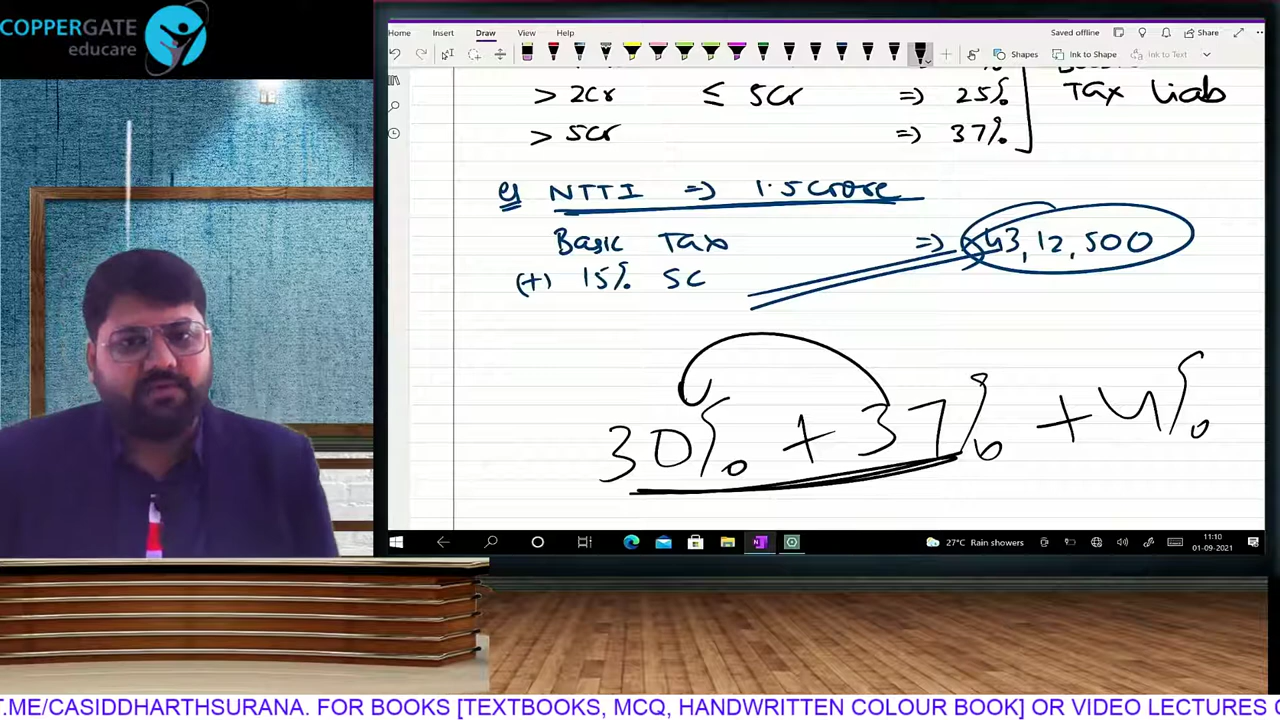 COPPERGATE
educare
Home Insert Draw View Help
Saved offline
Share
Shapes
Ink to Shape
Ink to Text
> 2Cr ≤ 5Cr => 25%
Tax Liab
> 5Cr => 37%
eg NTTI => 1.5 crore
Basic Tax => 43,12,500
(+) 15% SC
30% + 37% + 4%
27°C Rain showers
11:10
01-09-2021
T.ME/CASIDDHARTHSURANA. FOR BOOKS [TEXTBOOKS, MCQ, HANDWRITTEN COLOUR BOOK] OR VIDEO LECTURES